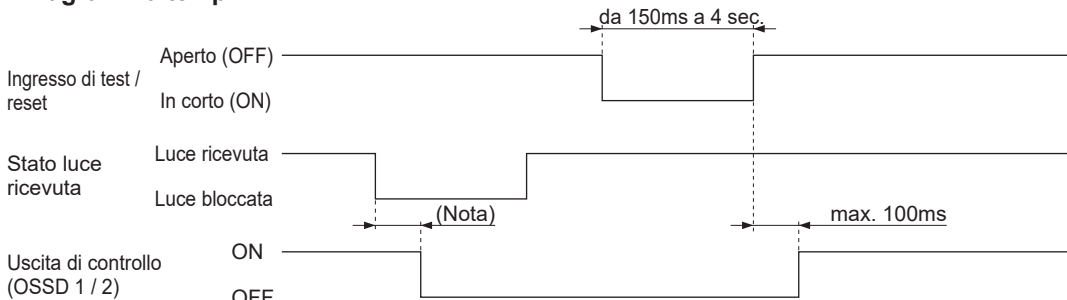 da 150ms a 4 sec.
Aperto (OFF)
Ingresso di test /
reset
In corto (ON)
Luce ricevuta
Stato luce
ricevuta
Luce bloccata
(Nota)
max. 100ms
ON
Uscita di controllo
(OSSD 1 / 2)
OFF